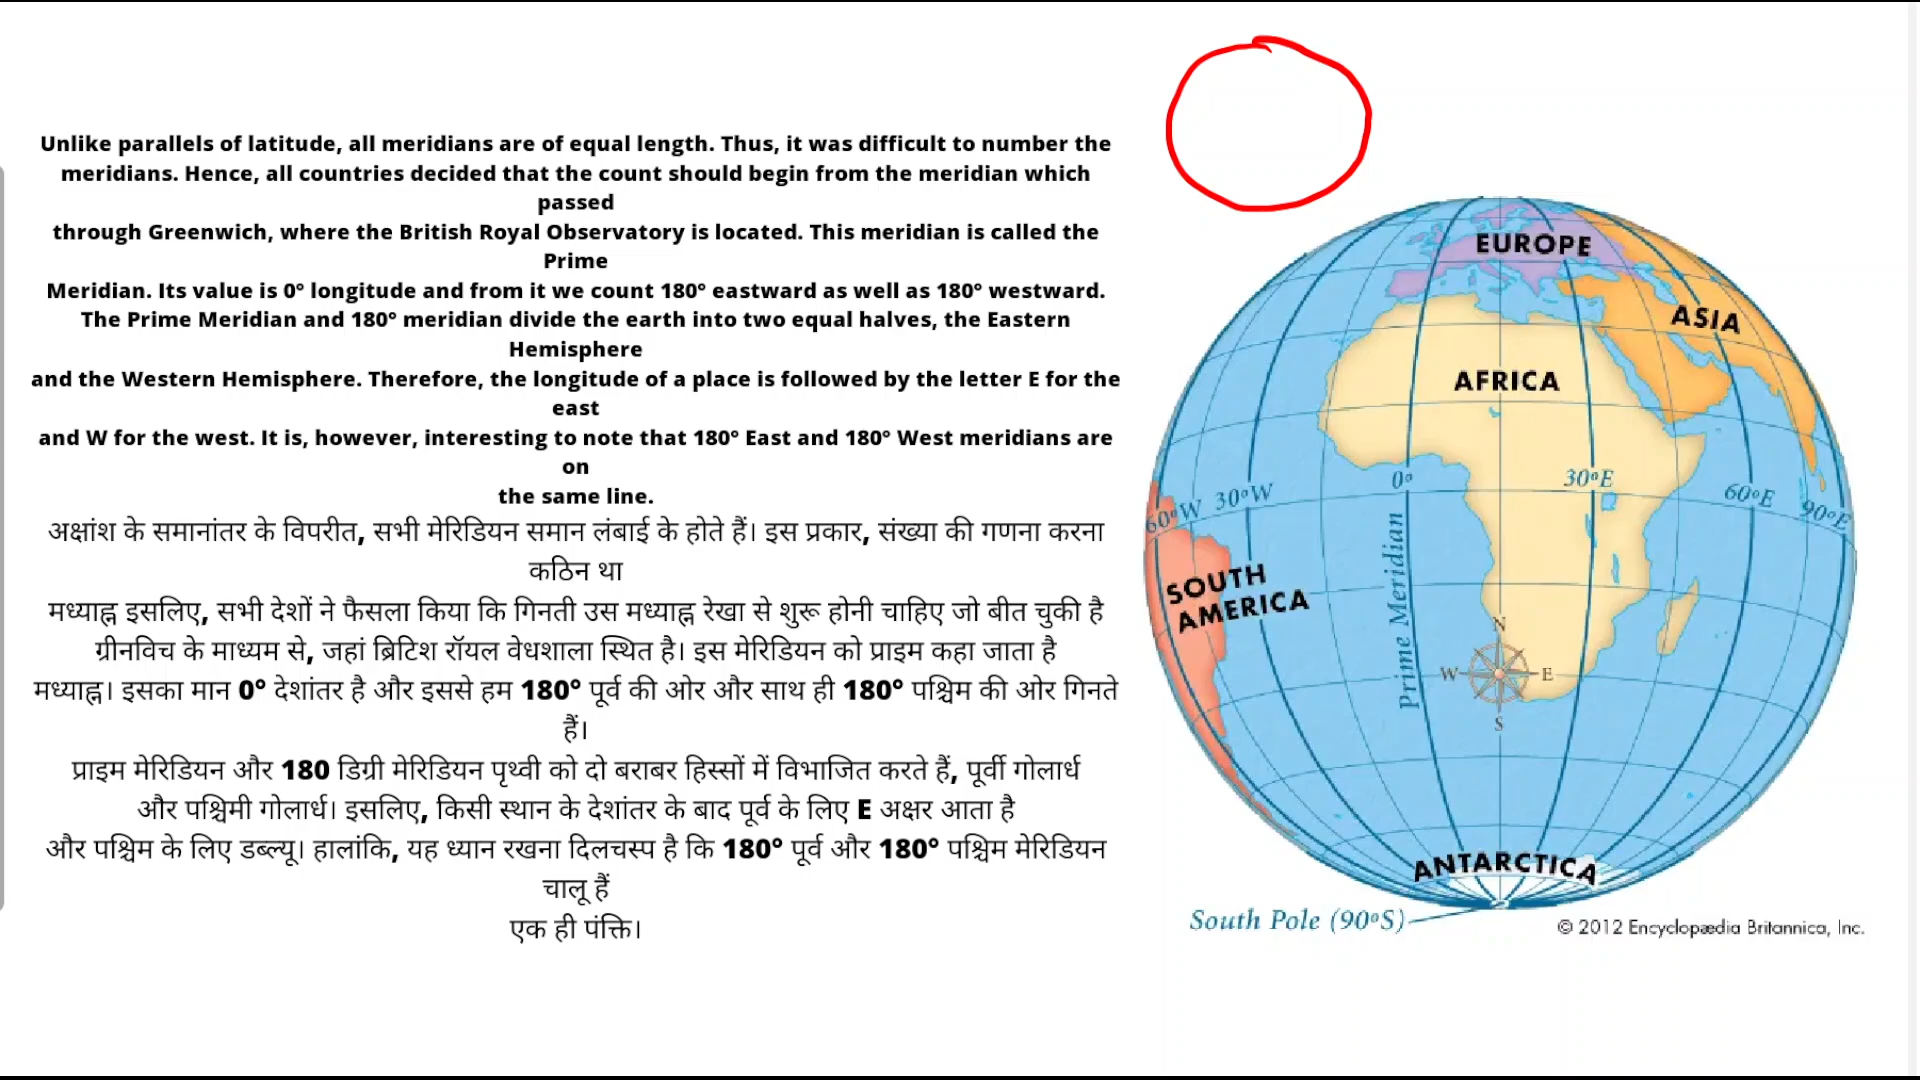 Unlike parallels of latitude, all meridians are of equal length. Thus, it was difficult to number the
meridians. Hence, all countries decided that the count should begin from the meridian which
passed
through Greenwich, where the British Royal Observatory is located. This meridian is called the
Prime
Meridian. Its value is 0° longitude and from it we count 180° eastward as well as 180° westward.
The Prime Meridian and 180° meridian divide the earth into two equal halves, the Eastern
Hemisphere
and the Western Hemisphere. Therefore, the longitude of a place is followed by the letter E for the
east
and W for the west. It is, however, interesting to note that 180° East and 180° West meridians are
on
the same line.
अक्षांश के समानांतर के विपरीत, सभी मेरिडियन समान लंबाई के होते हैं। इस प्रकार, संख्या की गणना करना
कठिन था
मध्याह्न इसलिए, सभी देशों ने फैसला किया कि गिनती उस मध्याह्न रेखा से शुरू होनी चाहिए जो बीत चुकी है
ग्रीनविच के माध्यम से, जहां ब्रिटिश रॉयल वेधशाला स्थित है। इस मेरिडियन को प्राइम कहा जाता है
मध्याह्न। इसका मान 0° देशांतर है और इससे हम 180° पूर्व की ओर और साथ ही 180° पश्चिम की ओर गिनते
हैं।
प्राइम मेरिडियन और 180 डिग्री मेरिडियन पृथ्वी को दो बराबर हिस्सों में विभाजित करते हैं, पूर्वी गोलार्ध
और पश्चिमी गोलार्ध। इसलिए, किसी स्थान के देशांतर के बाद पूर्व के लिए E अक्षर आता है
और पश्चिम के लिए डब्ल्यू। हालांकि, यह ध्यान रखना दिलचस्प है कि 180° पूर्व और 180° पश्चिम मेरिडियन
चालू हैं
एक ही पंक्ति।
EUROPE
ASIA
AFRICA
60°W 30°W 0° 30°E 60°E 90°E
Prime Meridian
SOUTH
AMERICA
N
W E
S
ANTARCTICA
South Pole (90°S)
© 2012 Encyclopædia Britannica, Inc.